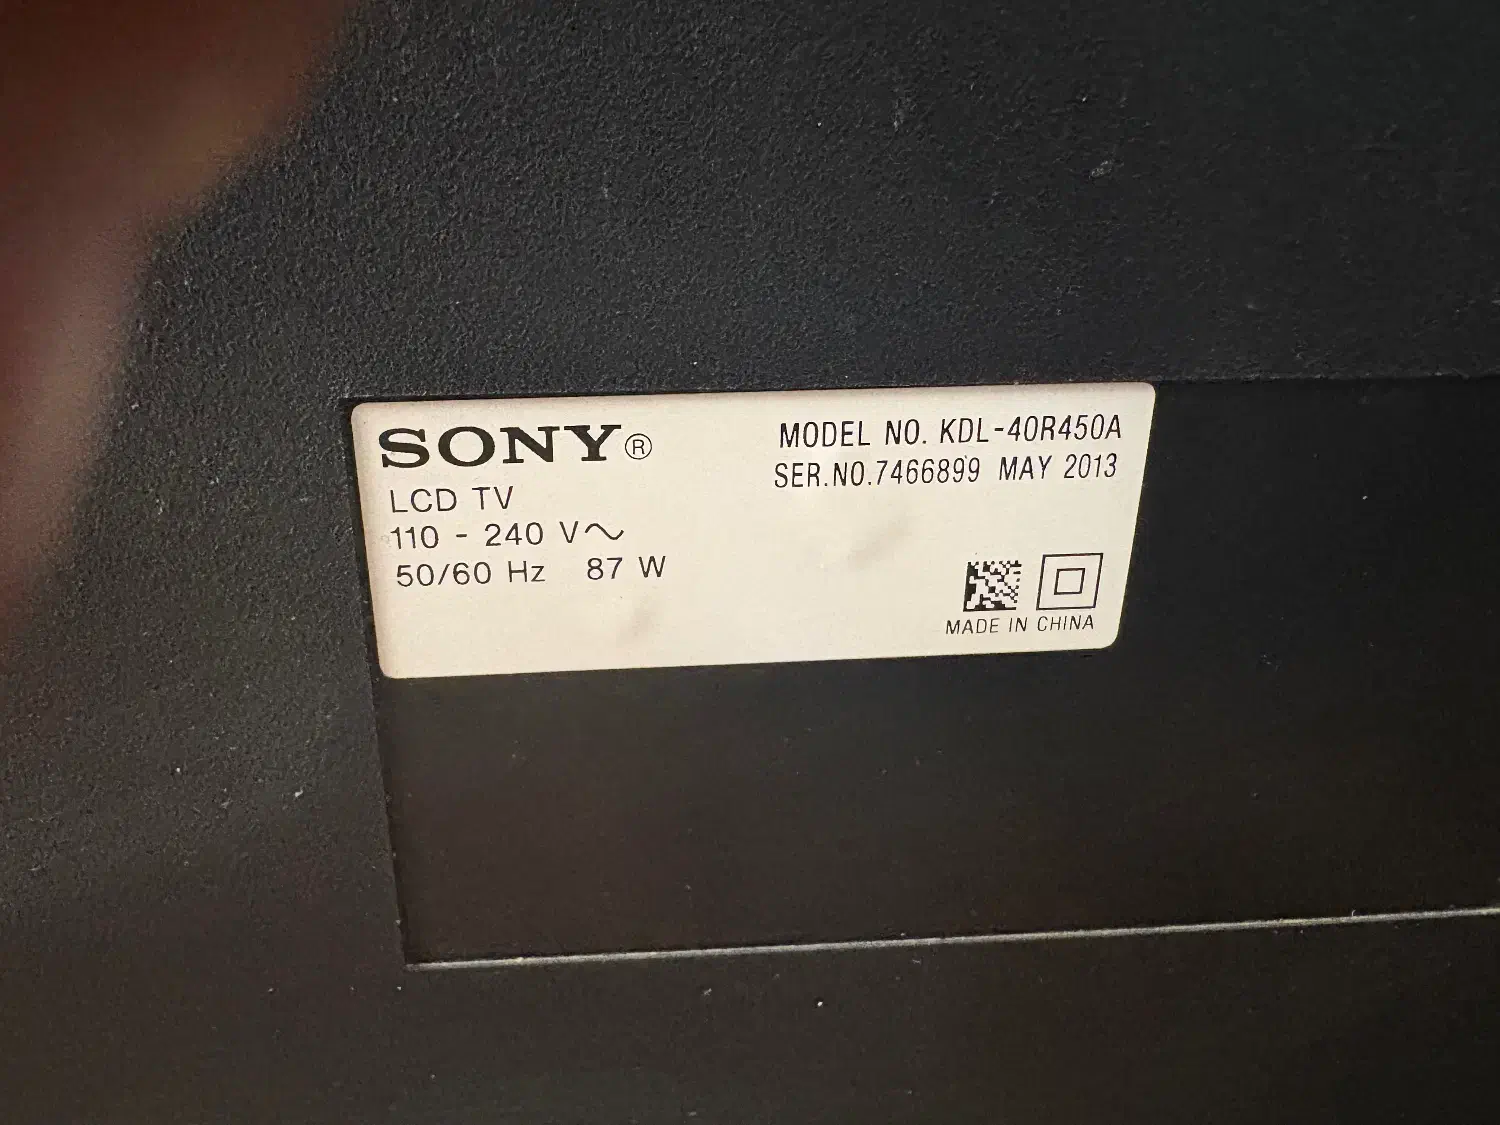 SONY®
LCD TV
110 - 240 V~
50/60 Hz 87 W
MODEL NO. KDL-40R450A
SER.NO.7466899 MAY 2013
MADE IN CHINA